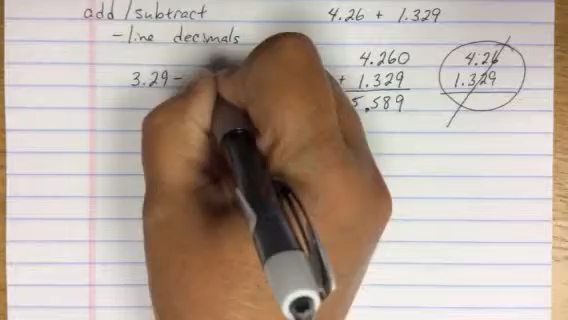 add / subtract
- line decimals
4.26 + 1.329
4.260
+ 1.329
5.589
4.26
1.329
3.29 -